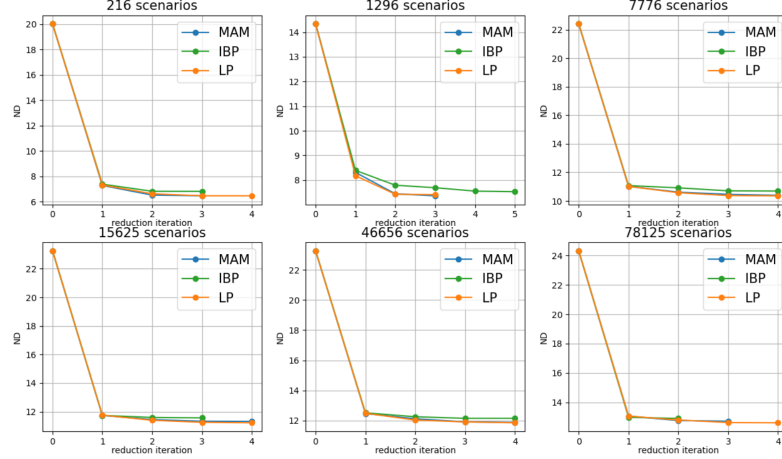 216 scenarios
20
18
16
14
12
10
8
6
ND
MAM
IBP
LP
0 1 2 3 4
reduction iteration
1296 scenarios
14
13
12
11
10
9
8
ND
MAM
IBP
LP
0 1 2 3 4 5
reduction iteration
7776 scenarios
22
20
18
16
14
12
10
ND
MAM
IBP
LP
0 1 2 3 4
reduction iteration
15625 scenarios
22
20
18
16
14
12
ND
MAM
IBP
LP
0 1 2 3 4
reduction iteration
46656 scenarios
22
20
18
16
14
12
ND
MAM
IBP
LP
0 1 2 3 4
reduction iteration
78125 scenarios
24
22
20
18
16
14
ND
MAM
IBP
LP
0 1 2 3 4
reduction iteration